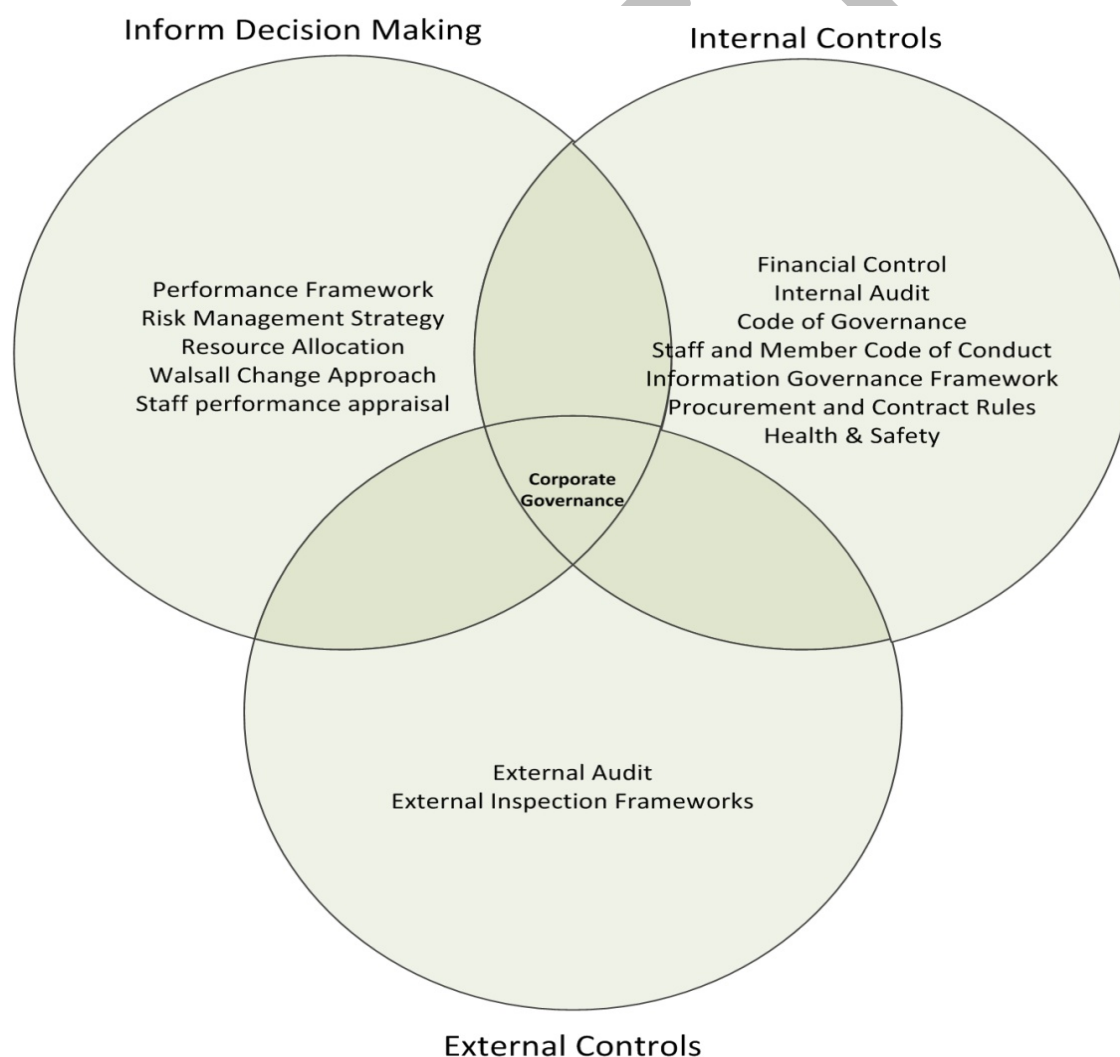 Inform Decision Making
Internal Controls
Performance Framework
Risk Management Strategy
Resource Allocation
Walsall Change Approach
Staff performance appraisal
Financial Control
Internal Audit
Code of Governance
Staff and Member Code of Conduct
Information Governance Framework
Procurement and Contract Rules
Health & Safety
Corporate
Governance
External Audit
External Inspection Frameworks
External Controls